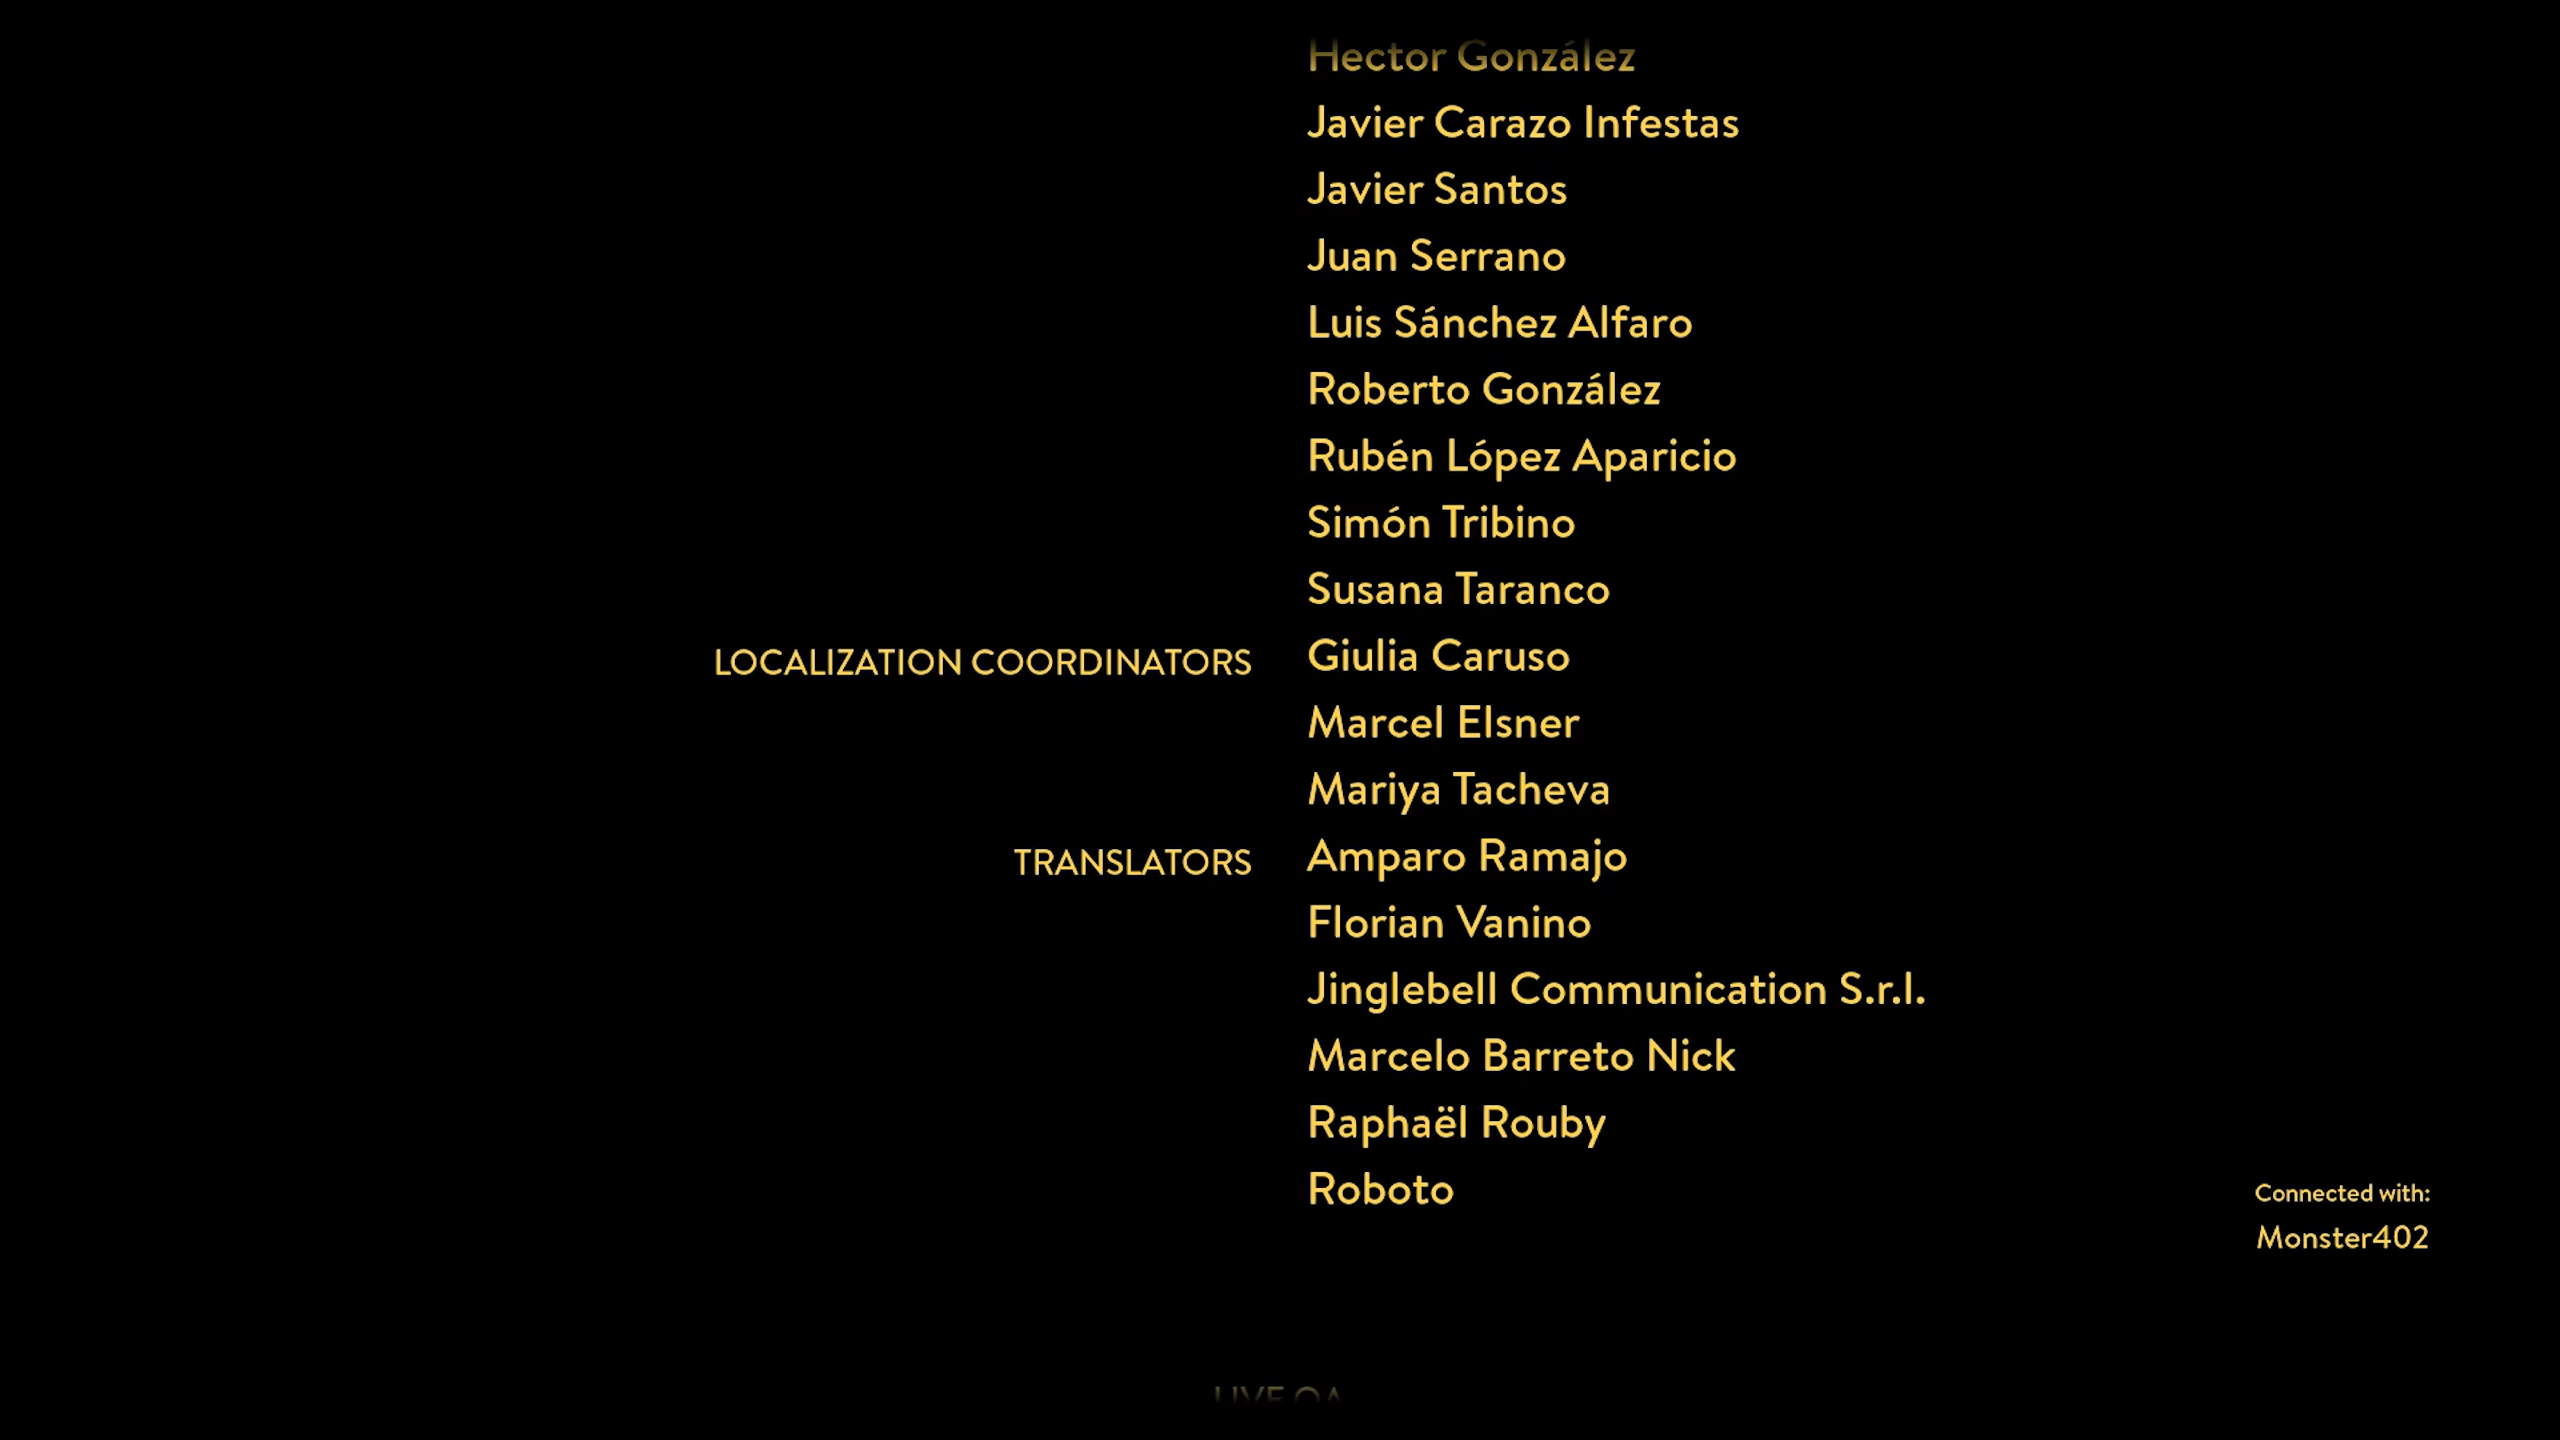 Hector González
Javier Carazo Infestas
Javier Santos
Juan Serrano
Luis Sánchez Alfaro
Roberto González
Rubén López Aparicio
Simón Tribino
Susana Taranco
LOCALIZATION COORDINATORS Giulia Caruso
Marcel Elsner
Mariya Tacheva
TRANSLATORS Amparo Ramajo
Florian Vanino
Jinglebell Communication S.r.l.
Marcelo Barreto Nick
Raphaël Rouby
Roboto
Connected with:
Monster402
LIVE QA